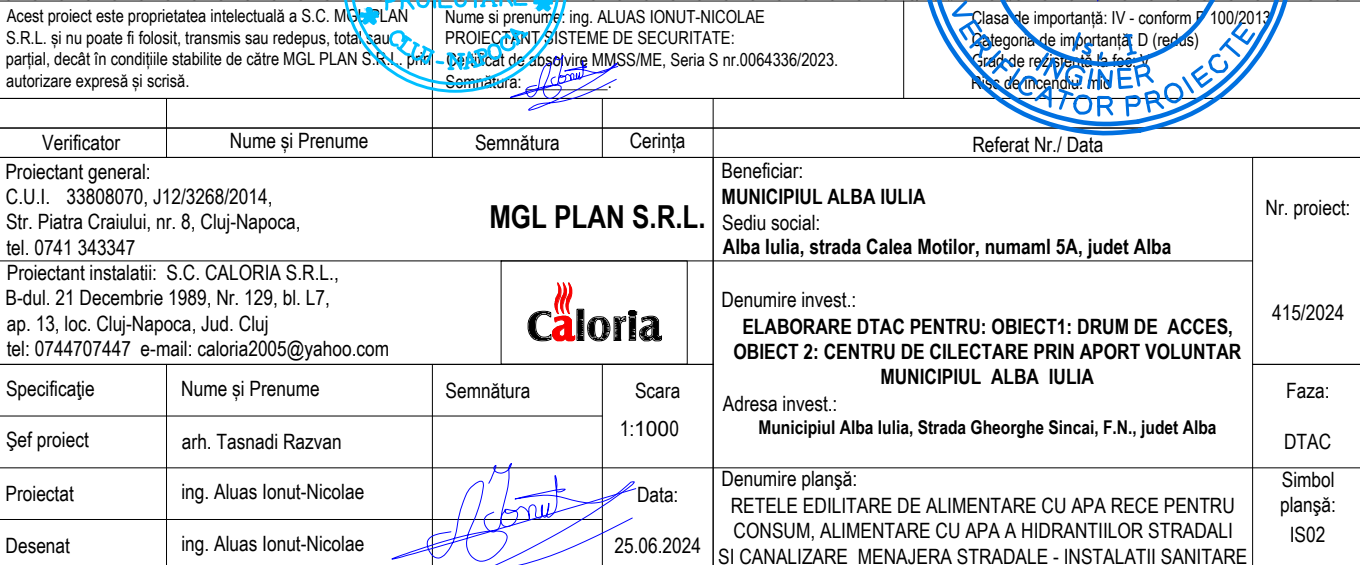 Acest proiect este proprietatea intelectuală a S.C. MGL PLAN
S.R.L. și nu poate fi folosit, transmis sau redepus, total sau
parțial, decât în condițiile stabilite de către MGL PLAN S.R.L. prin
autorizare expresă și scrisă.
PROIECTARE
CLUJ-NAPOCA
Nume si prenume: ing. ALUAS IONUT-NICOLAE
PROIECTANT SISTEME DE SECURITATE:
Certificat de absolvire MMSS/ME, Seria S nr.0064336/2023.
Semnătura:
Clasa de importanță: IV - conform P 100/2013
Categoria de importanță: D (redus)
Grad de rezistență la foc: V
Risc de incendiu: mic
INGINER
VERIFICATOR PROIECTE
Verificator Nume și Prenume Semnătura Cerința Referat Nr./ Data
Proiectant general:
C.U.I. 33808070, J12/3268/2014,
Str. Piatra Craiului, nr. 8, Cluj-Napoca,
tel. 0741 343347
MGL PLAN S.R.L.
Beneficiar:
MUNICIPIUL ALBA IULIA
Sediu social:
Alba Iulia, strada Calea Motilor, numaml 5A, judet Alba
Nr. proiect:
415/2024
Proiectant instalatii: S.C. CALORIA S.R.L.,
B-dul. 21 Decembrie 1989, Nr. 129, bl. L7,
ap. 13, loc. Cluj-Napoca, Jud. Cluj
tel: 0744707447 e-mail: caloria2005@yahoo.com
Caloria
Denumire invest.:
ELABORARE DTAC PENTRU: OBIECT1: DRUM DE ACCES,
OBIECT 2: CENTRU DE CILECTARE PRIN APORT VOLUNTAR
MUNICIPIUL ALBA IULIA
Adresa invest.:
Municipiul Alba Iulia, Strada Gheorghe Sincai, F.N., judet Alba
Faza:
DTAC
Specificaţie Nume și Prenume Semnătura Scara
1:1000
Şef proiect arh. Tasnadi Razvan
Proiectat ing. Aluas Ionut-Nicolae Data:
Desenat ing. Aluas Ionut-Nicolae 25.06.2024
Denumire planşă:
RETELE EDILITARE DE ALIMENTARE CU APA RECE PENTRU
CONSUM, ALIMENTARE CU APA A HIDRANTIILOR STRADALI
SI CANALIZARE MENAJERA STRADALE - INSTALATII SANITARE
Simbol
planşă:
IS02